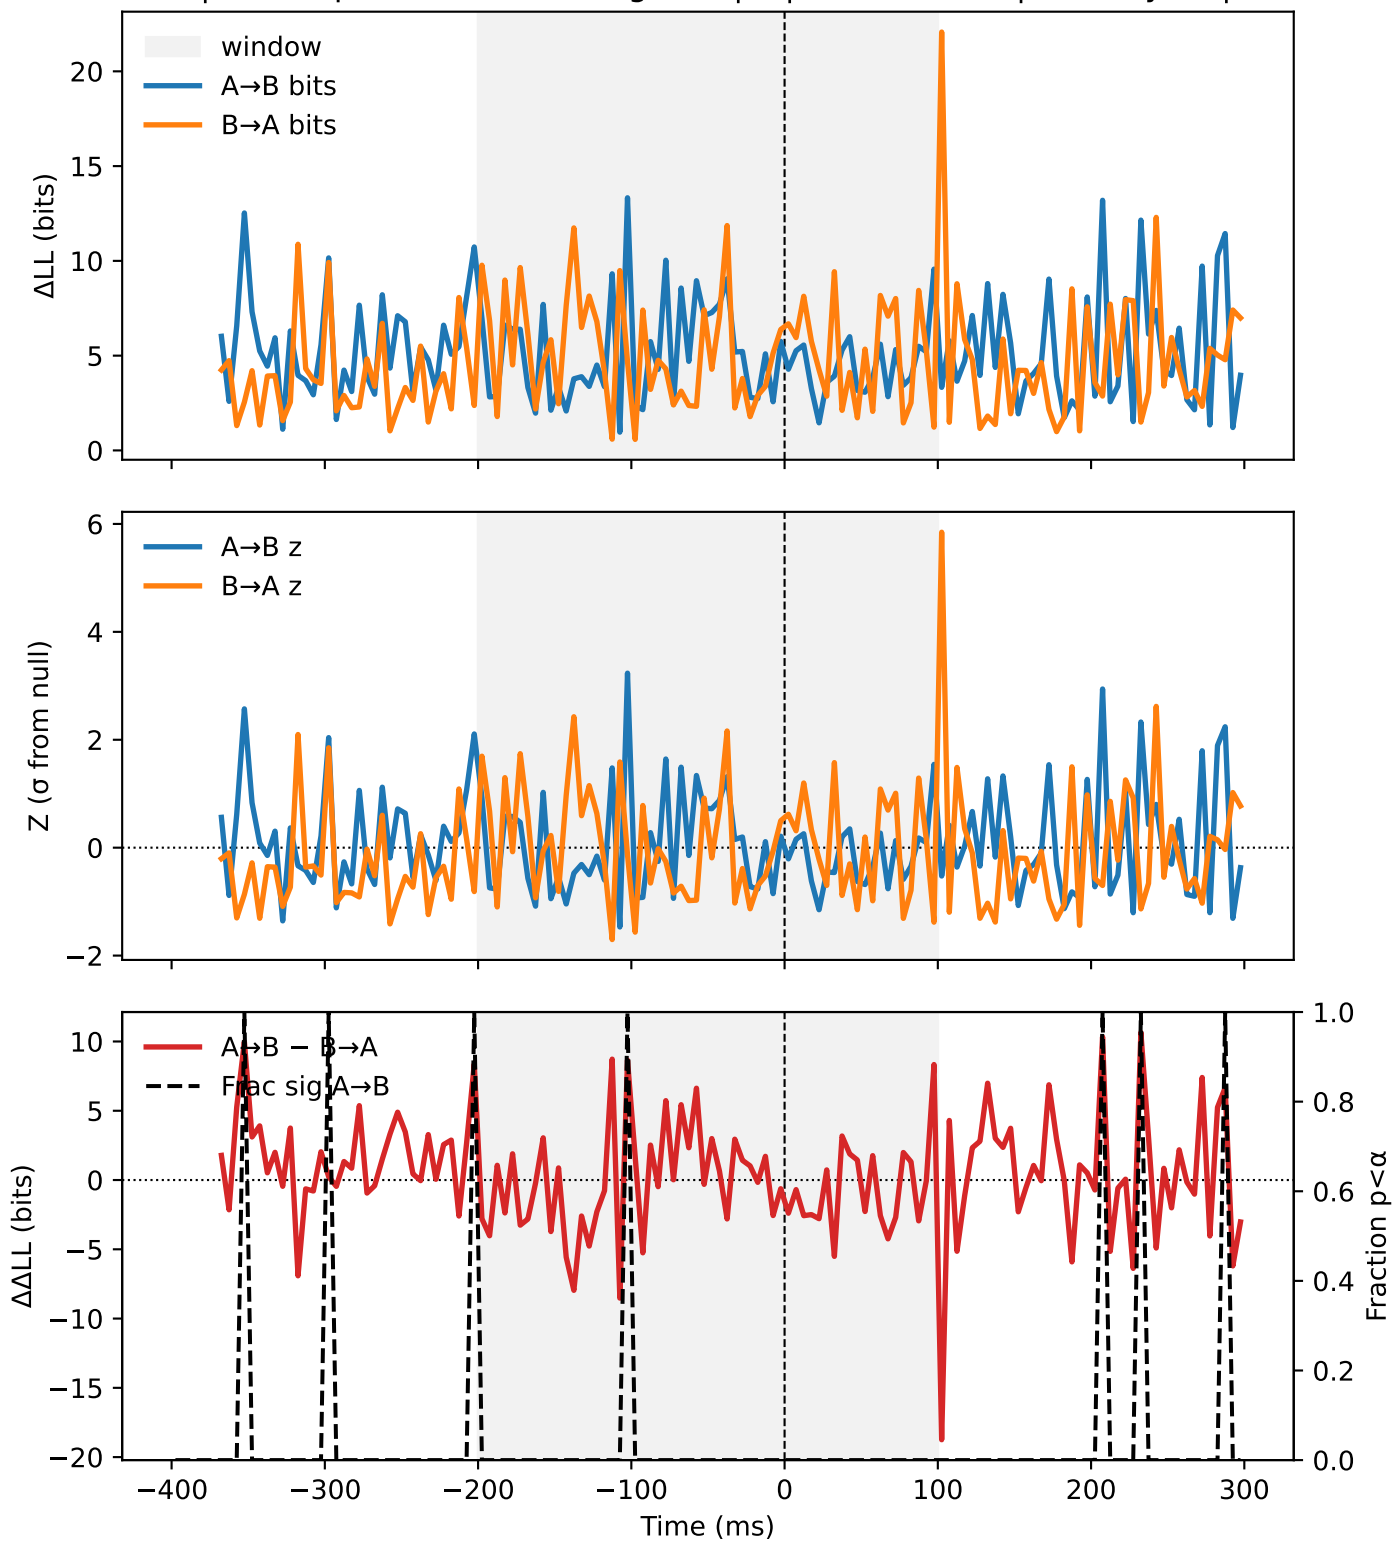 window
A→B bits
B→A bits
ΔLL (bits)
20
15
10
5
0
A→B z
B→A z
Z (σ from null)
6
4
2
0
−2
A→B − B→A
Frac sig A→B
ΔΔLL (bits)
10
5
0
−5
−10
−15
−20
1.0
0.8
0.6
0.4
0.2
0.0
Fraction p<α
−400
−300
−200
−100
0
100
200
300
Time (ms)